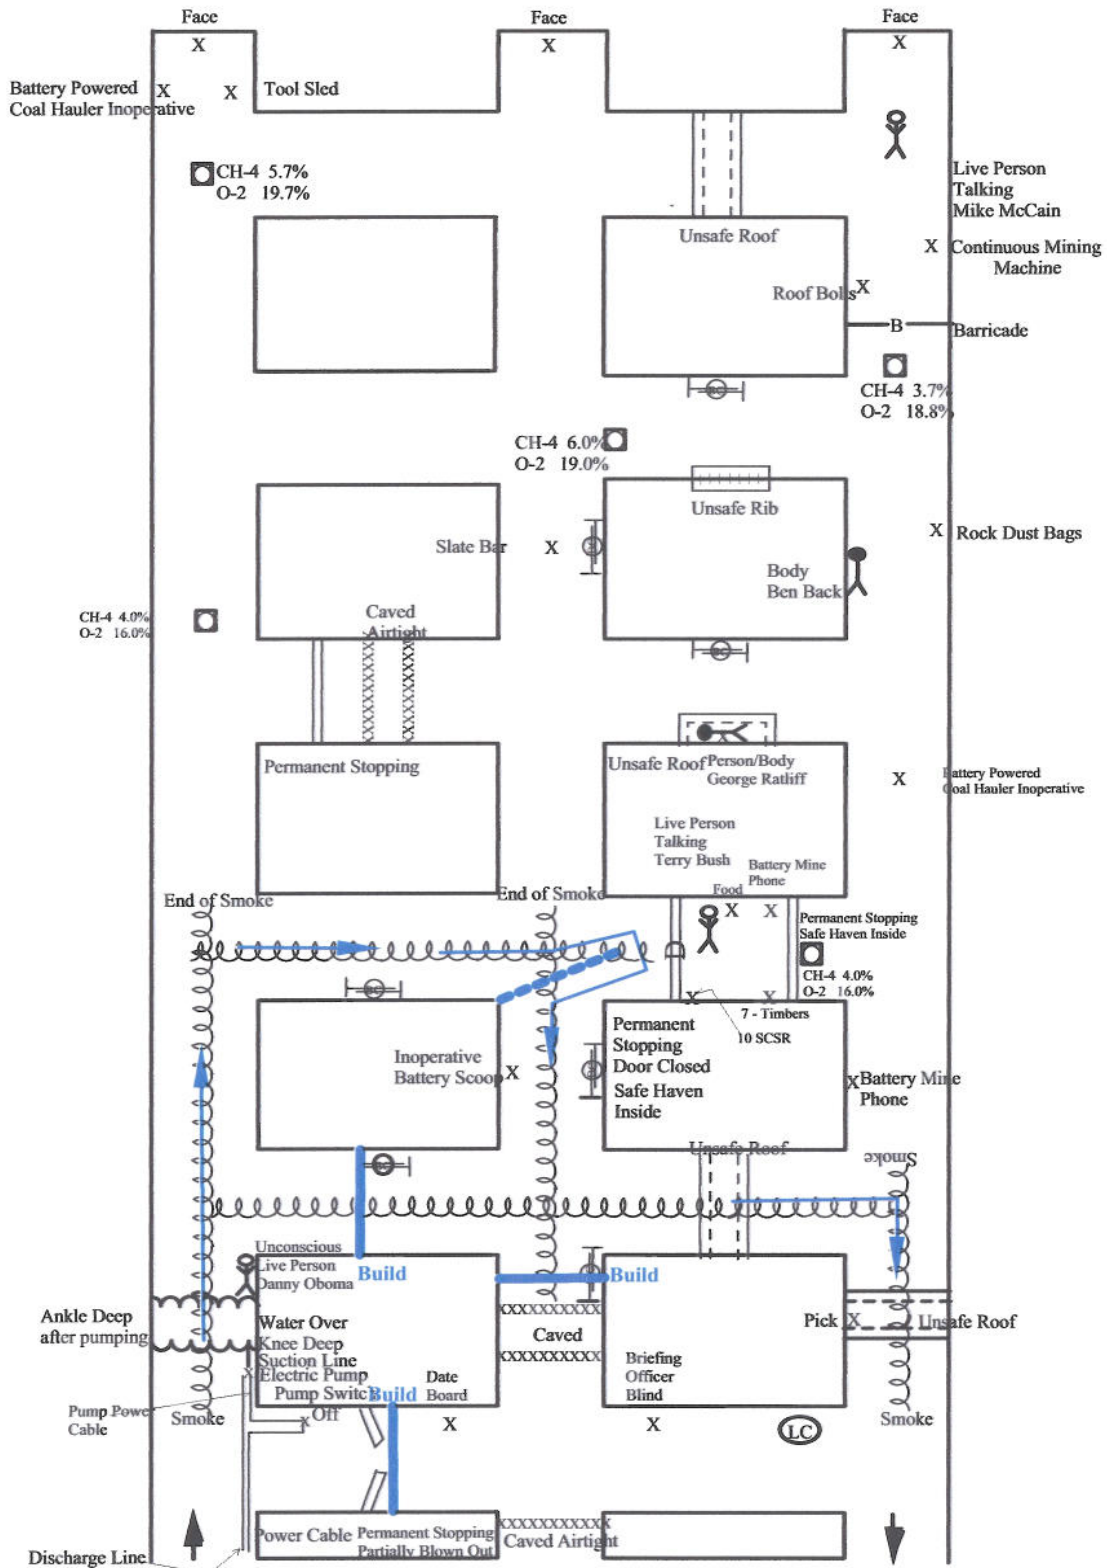 Face
Face
Face
X
X
X
Battery Powered
Coal Hauler Inoperative
X
X
Tool Sled
CH-4 5.7%
O-2 19.7%
Live Person
Talking
Mike McCain
Unsafe Roof
X
Continuous Mining
Machine
Roof Bolts
X
B
Barricade
CH-4 3.7%
O-2 18.8%
CH-4 6.0%
O-2 19.0%
Unsafe Rib
Slate Bar
X
X
Rock Dust Bags
Body
Ben Back
CH-4 4.0%
O-2 16.0%
Caved
Airtight
BC
Permanent Stopping
Unsafe Roof
Person/Body
George Ratliff
X
Battery Powered
Coal Hauler Inoperative
Live Person
Talking
Terry Bush
Battery Mine
Phone
Food
End of Smoke
End of Smoke
X
X
Permanent Stopping
Safe Haven Inside
D
CH-4 4.0%
O-2 16.0%
BC
X
X
7 - Timbers
10 SCSR
Permanent
Stopping
Door Closed
Safe Haven
Inside
Inoperative
Battery Scoop
X
X
Battery Mine
Phone
Unsafe Roof
BC
Smoke
Unconscious
Live Person
Danny Oboma
Build
Build
Ankle Deep
after pumping
Water Over
Knee Deep
Suction Line
Electric Pump
Pump Switch
Off
X
X
XXXXXXXXXX
Caved
XXXXXXXXXX
Pick
X
Unsafe Roof
Build
Date
Board
Briefing
Officer
Blind
Pump Power
Cable
Smoke
X
X
LC
Smoke
Power Cable
Permanent Stopping
Partially Blown Out
XXXXXXXXXXX
Caved Airtight
Discharge Line